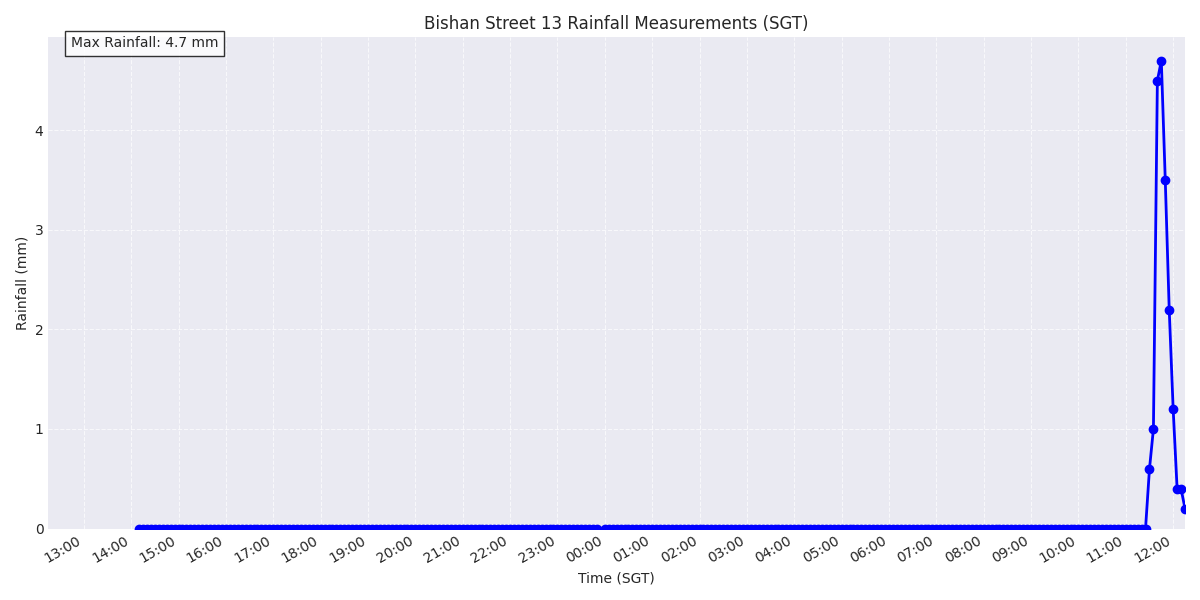 Bishan Street 13 Rainfall Measurements (SGT)
Max Rainfall: 4.7 mm
Rainfall (mm)
4
3
2
1
0
13:00 14:00 15:00 16:00 17:00 18:00 19:00 20:00 21:00 22:00 23:00 00:00 01:00 02:00 03:00 04:00 05:00 06:00 07:00 08:00 09:00 10:00 11:00 12:00
Time (SGT)